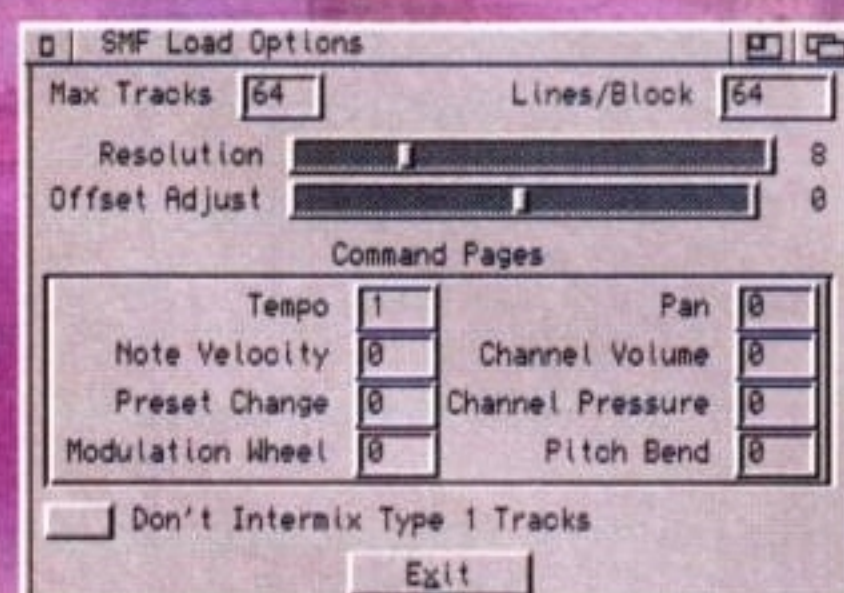 SMF Load Options
Max Tracks 64 Lines/Block 64
Resolution 8
Offset Adjust 0
Command Pages
Tempo 1 Pan 0
Note Velocity 0 Channel Volume 0
Preset Change 0 Channel Pressure 0
Modulation Wheel 0 Pitch Bend 0
Don't Intermix Type 1 Tracks
Exit